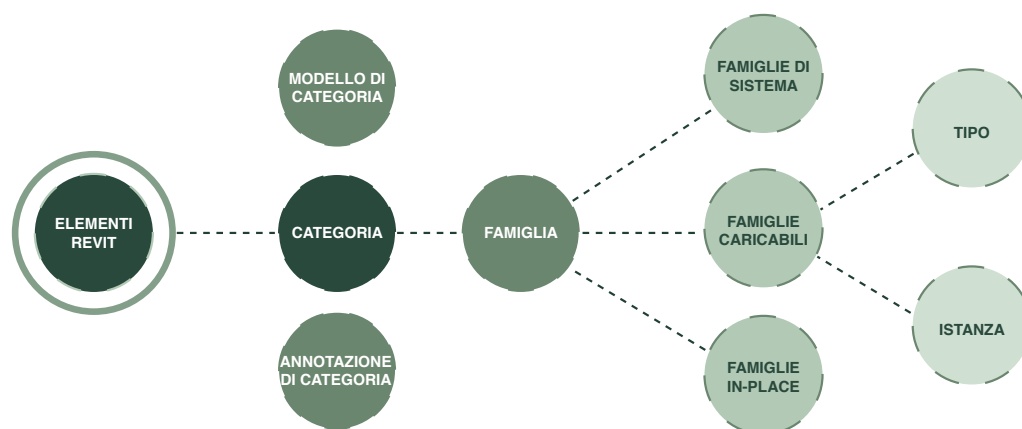 ELEMENTI
REVIT
MODELLO DI
CATEGORIA
CATEGORIA
ANNOTAZIONE
DI CATEGORIA
FAMIGLIA
FAMIGLIE DI
SISTEMA
FAMIGLIE
CARICABILI
FAMIGLIE
IN-PLACE
TIPO
ISTANZA